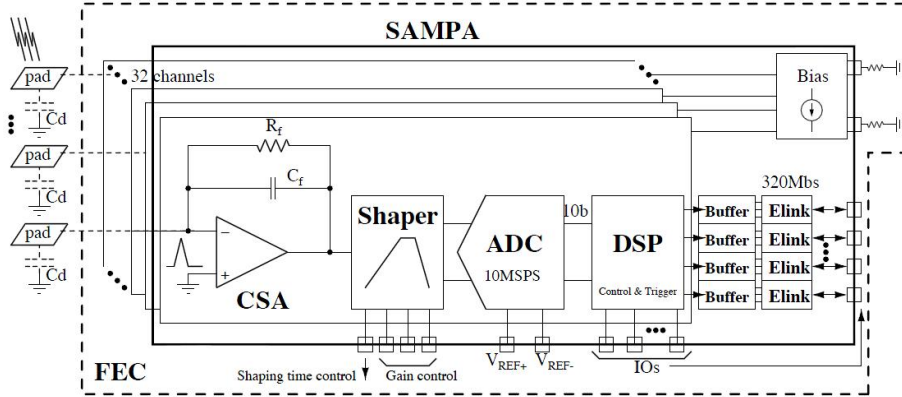 SAMPA
pad
32 channels
Bias
Cd
Rf
pad
Cf
320Mbs
Cd
Shaper
10b
Buffer
Elink
pad
−
ADC
DSP
Buffer
Elink
Cd
+
10MSPS
Buffer
Elink
CSA
Control & Trigger
Buffer
Elink
FEC
Shaping time control
Gain control
VREF+
VREF-
IOs